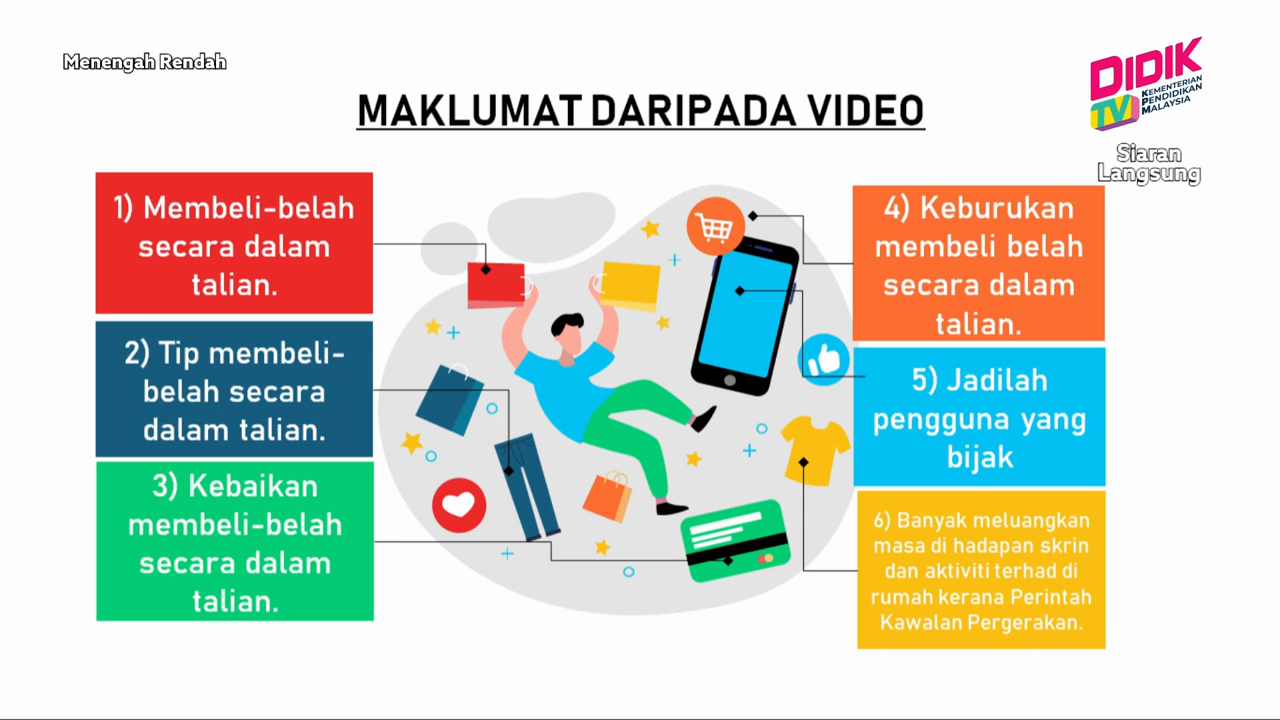 Menengah Rendah
DIDIK
TV
KEMENTERIAN
PENDIDIKAN
MALAYSIA
Siaran
Langsung
MAKLUMAT DARIPADA VIDEO
1) Membeli-belah
secara dalam
talian.
2) Tip membeli-
belah secara
dalam talian.
3) Kebaikan
membeli-belah
secara dalam
talian.
4) Keburukan
membeli belah
secara dalam
talian.
5) Jadilah
pengguna yang
bijak
6) Banyak meluangkan
masa di hadapan skrin
dan aktiviti terhad di
rumah kerana Perintah
Kawalan Pergerakan.